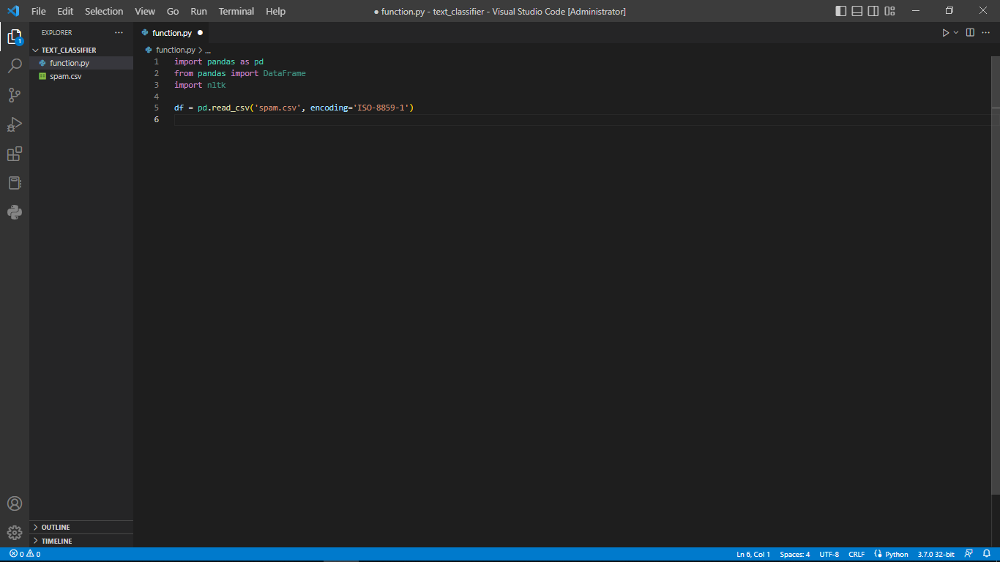 File Edit Selection View Go Run Terminal Help
● function.py - text_classifier - Visual Studio Code [Administrator]
EXPLORER
1
TEXT_CLASSIFIER
function.py
spam.csv
OUTLINE
TIMELINE
function.py
function.py > ...
1 import pandas as pd
2 from pandas import DataFrame
3 import nltk
4
5 df = pd.read_csv('spam.csv', encoding='ISO-8859-1')
6
0 0
Ln 6, Col 1 Spaces: 4 UTF-8 CRLF Python 3.7.0 32-bit